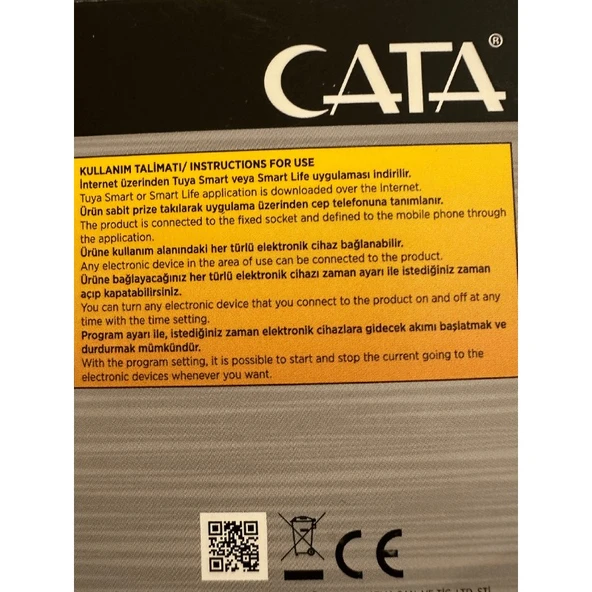 CATA®
KULLANIM TALİMATI/ INSTRUCTIONS FOR USE
İnternet üzerinden Tuya Smart veya Smart Life uygulaması indirilir.
Tuya Smart or Smart Life application is downloaded over the Internet.
Ürün sabit prize takılarak uygulama üzerinden cep telefonuna tanımlanır.
The product is connected to the fixed socket and defined to the mobile phone through
the application.
Ürüne kullanım alanındaki her türlü elektronik cihaz bağlanabilir.
Any electronic device in the area of use can be connected to the product.
Ürüne bağlayacağınız her türlü elektronik cihazı zaman ayarı ile istediğiniz zaman
açıp kapatabilirsiniz.
You can turn any electronic device that you connect to the product on and off at any
time with the time setting.
Program ayarı ile, istediğiniz zaman elektronik cihazlara gidecek akımı başlatmak ve
durdurmak mümkündür.
With the program setting, it is possible to start and stop the current going to the
electronic devices whenever you want.
CE